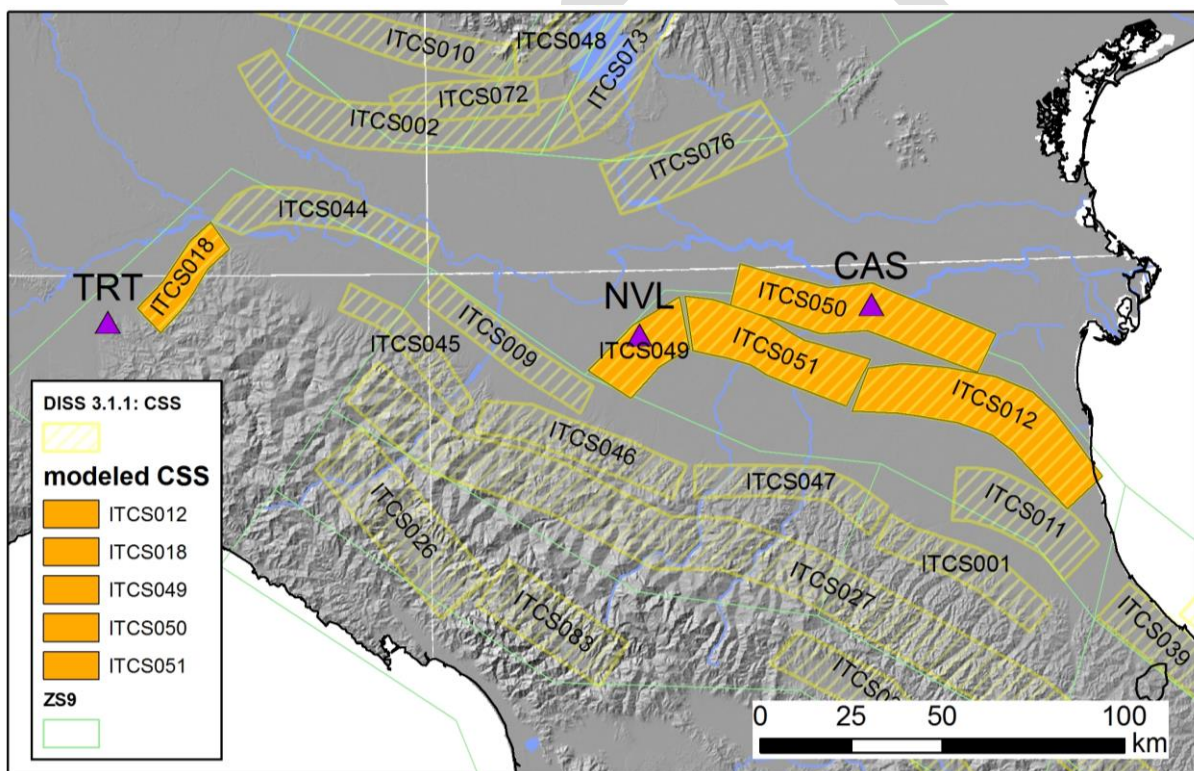 ITCS010
ITCS048
ITCS073
ITCS072
ITCS002
ITCS076
ITCS044
ITCS018
TRT
CAS
NVL
ITCS050
ITCS049
ITCS051
ITCS045
ITCS009
ITCS012
ITCS046
ITCS047
ITCS011
ITCS026
ITCS001
ITCS027
ITCS083
ITCS039
DISS 3.1.1: CSS
modeled CSS
ITCS012
ITCS018
ITCS049
ITCS050
ITCS051
ZS9
0 25 50 100
km